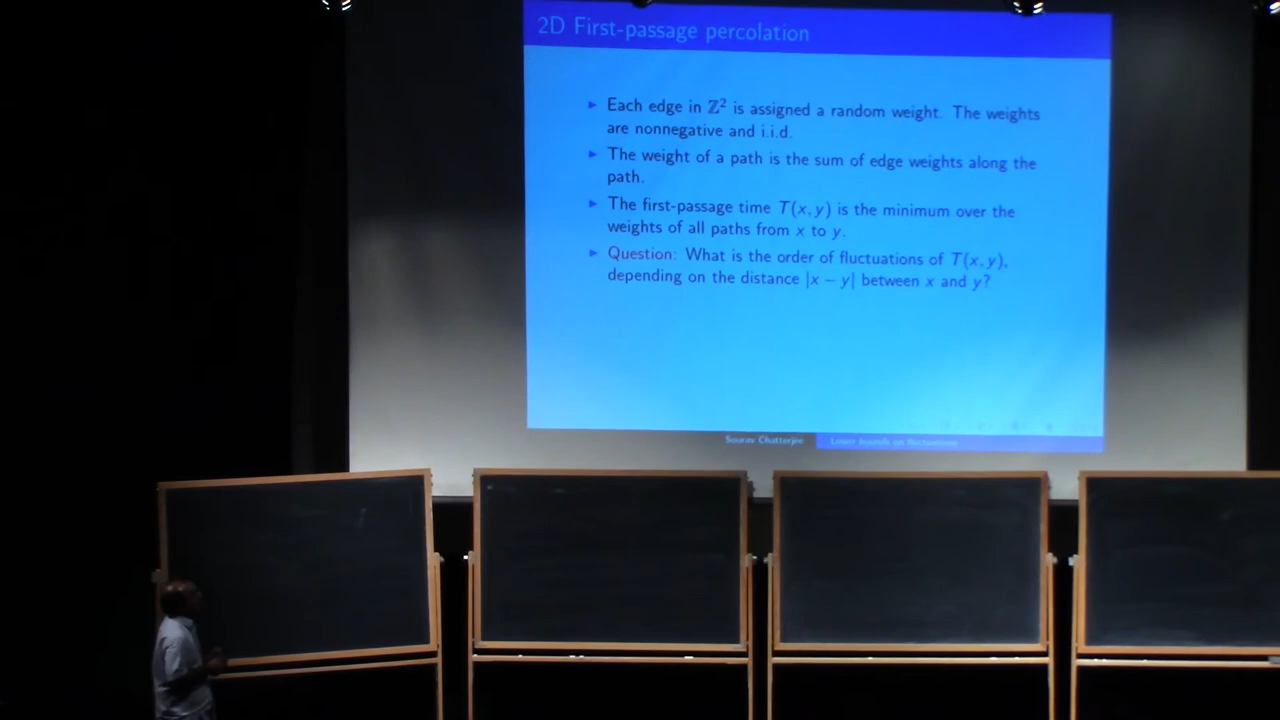 2D First-passage percolation
▶ Each edge in ℤ² is assigned a random weight. The weights
are nonnegative and i.i.d.
▶ The weight of a path is the sum of edge weights along the
path.
▶ The first-passage time T(x, y) is the minimum over the
weights of all paths from x to y.
▶ Question: What is the order of fluctuations of T(x, y),
depending on the distance |x − y| between x and y?
Sourav Chatterjee
Lower bounds on fluctuations